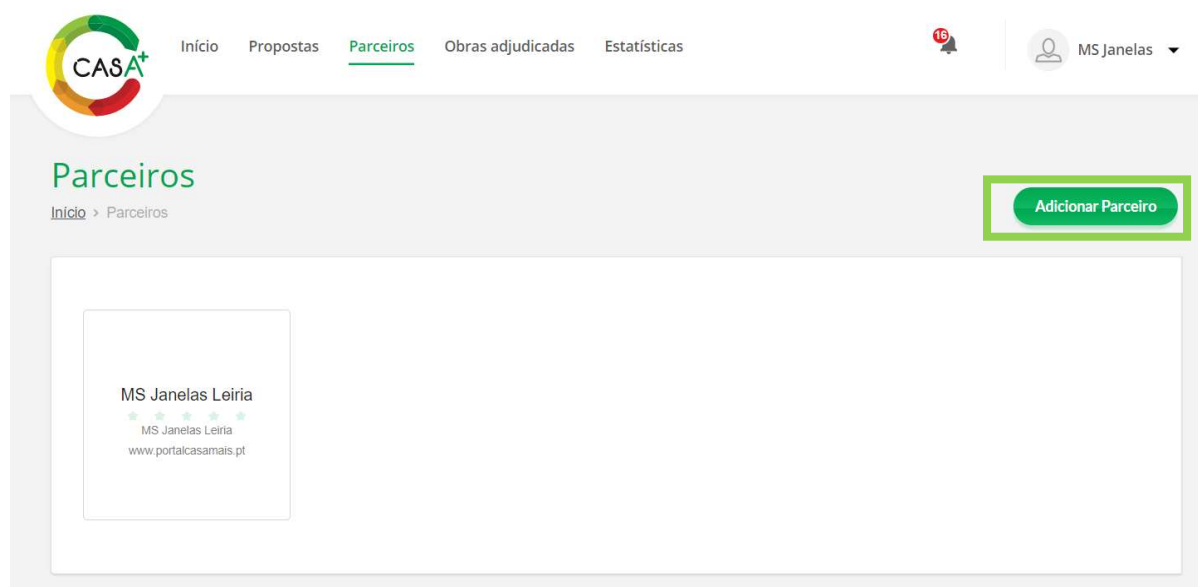 CASA+
Início Propostas Parceiros Obras adjudicadas Estatísticas 16 MS Janelas
Parceiros
Início > Parceiros
Adicionar Parceiro
MS Janelas Leiria
MS Janelas Leiria
www.portalcasamais.pt